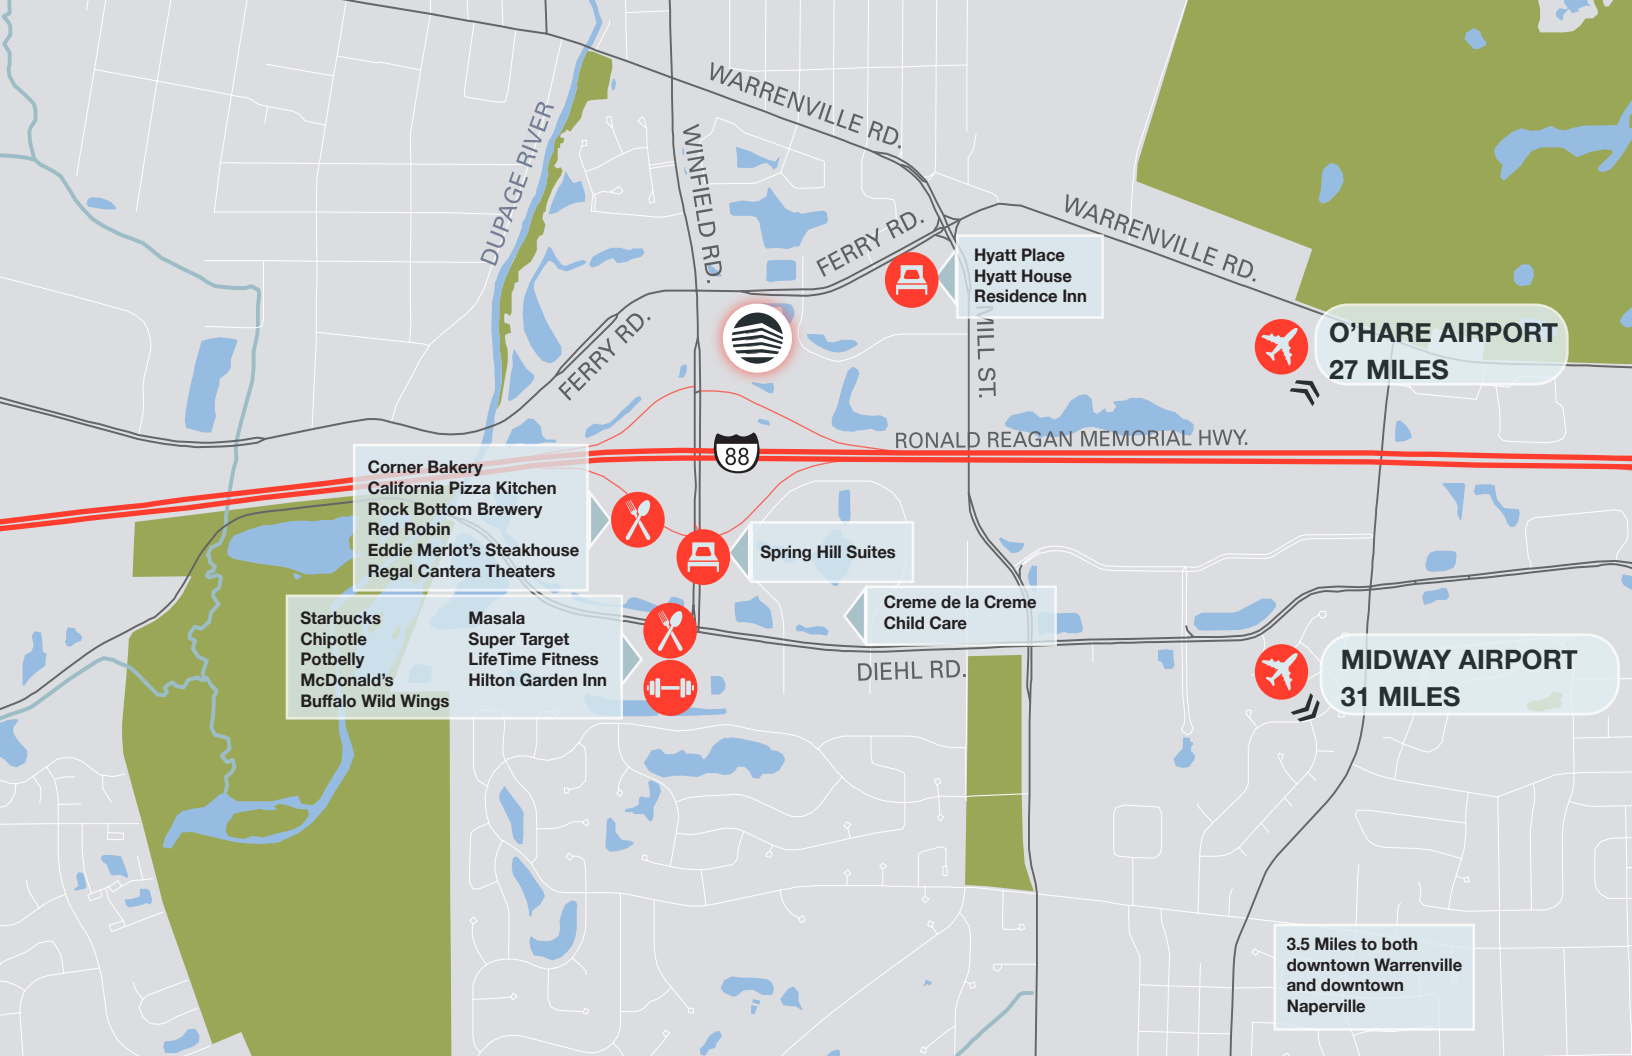 WARRENVILLE RD.
DUPAGE RIVER
WINFIELD RD.
FERRY RD.
WARRENVILLE RD.
Hyatt Place
Hyatt House
Residence Inn
MILL ST.
FERRY RD.
O’HARE AIRPORT
27 MILES
88
RONALD REAGAN MEMORIAL HWY.
Corner Bakery
California Pizza Kitchen
Rock Bottom Brewery
Red Robin
Eddie Merlot’s Steakhouse
Regal Cantera Theaters
Spring Hill Suites
Creme de la Creme
Child Care
Starbucks
Chipotle
Potbelly
McDonald’s
Buffalo Wild Wings
Masala
Super Target
LifeTime Fitness
Hilton Garden Inn
DIEHL RD.
MIDWAY AIRPORT
31 MILES
3.5 Miles to both
downtown Warrenville
and downtown
Naperville